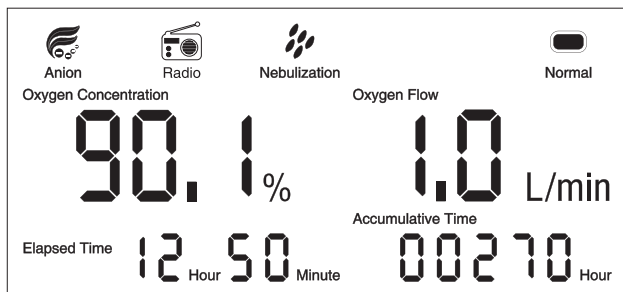 Anion Radio Nebulization Normal
Oxygen Concentration Oxygen Flow
90.1 % 1.0 L/min
Accumulative Time
Elapsed Time 12 Hour 50 Minute 00270 Hour